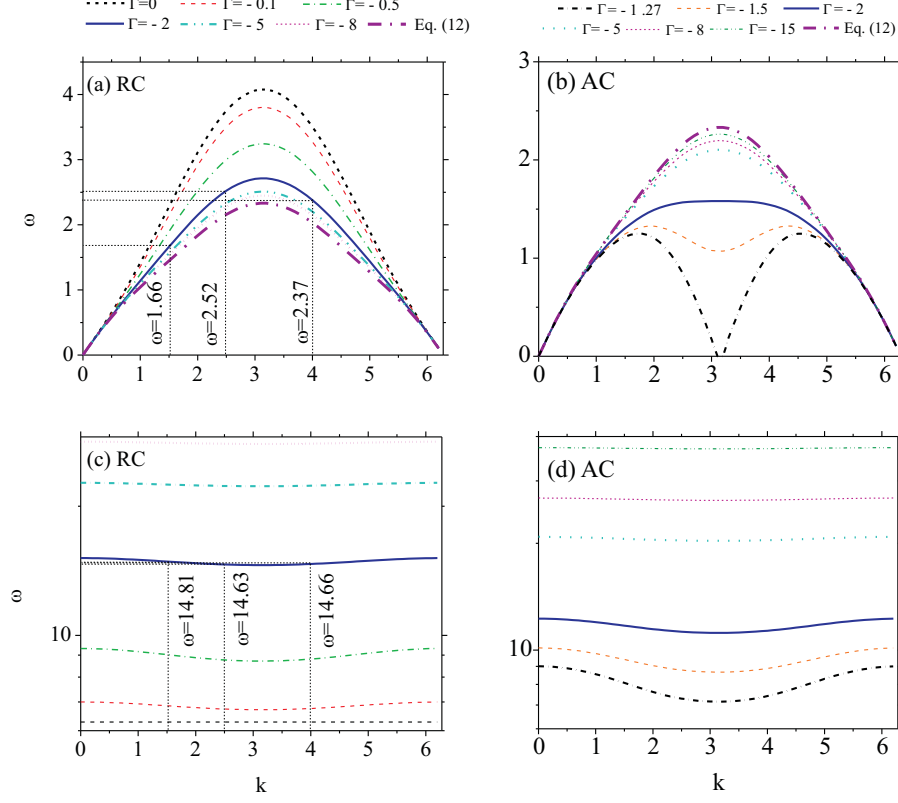 Γ=0 Γ= - 0.1 Γ= - 0.5
Γ= - 2 Γ= - 5 Γ= - 8 Eq. (12)
Γ= - 1 .27 Γ= - 1.5 Γ= - 2
Γ= - 5 Γ= - 8 Γ= - 15 Eq. (12)
(a) RC
4
3
2
1
0
ω
ω=1.66
ω=2.52
ω=2.37
0 1 2 3 4 5 6
(b) AC
3
2
1
0
0 1 2 3 4 5 6
(c) RC
10
ω
ω=14.81
ω=14.63
ω=14.66
0 1 2 3 4 5 6
k
(d) AC
10
0 1 2 3 4 5 6
k